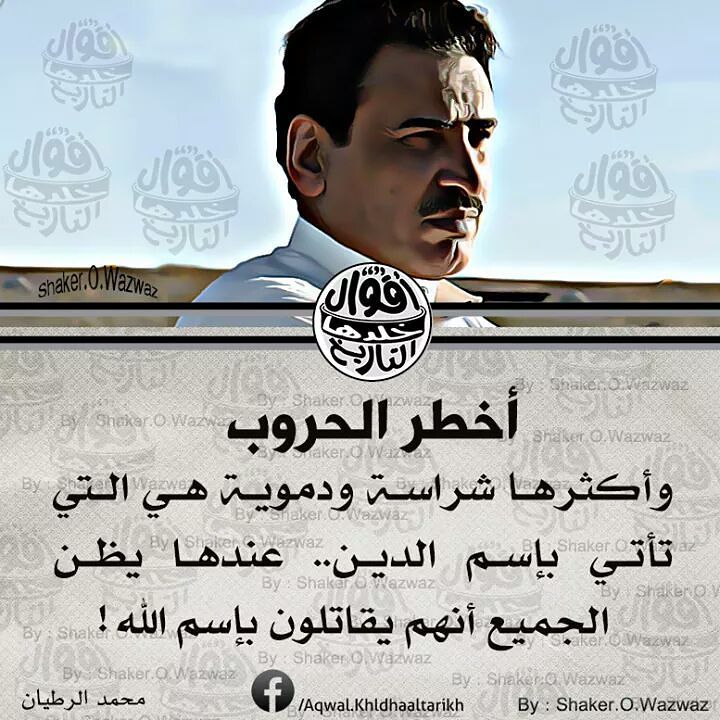 Shaker.O.Wazwaz
أقوال
خلدها
التاريخ
أخطر الحروب
وأكثرها شراسة ودموية هي التي
تأتي بإسم الدين.. عندها يظن
الجميع أنهم يقاتلون بإسم الله !
محمد الرطيان
/Aqwal.Khldhaaltarikh
By : Shaker.O.Wazwaz